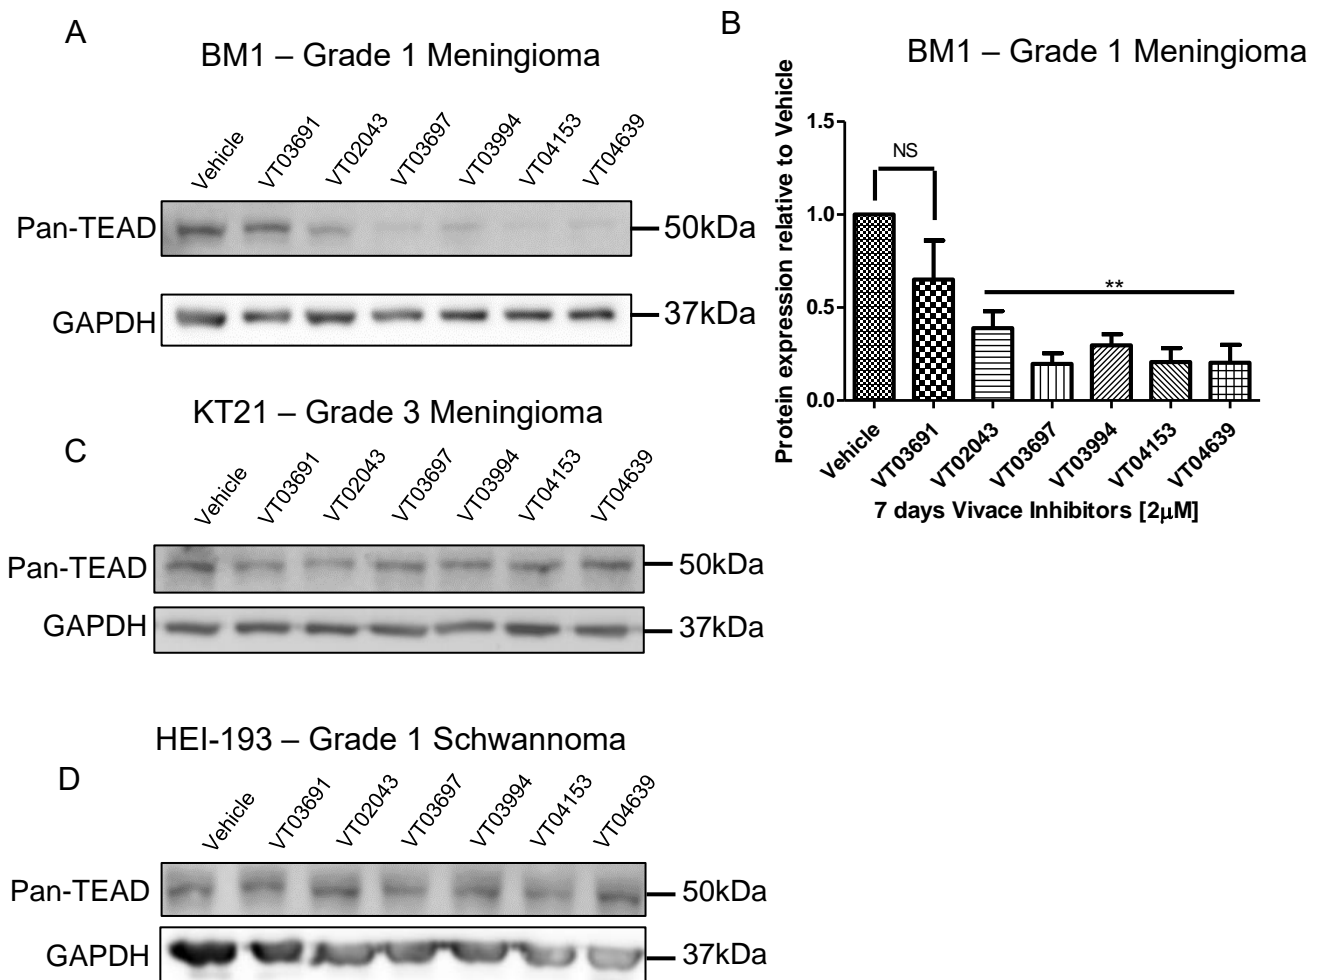 A
BM1 – Grade 1 Meningioma
Vehicle
VT03691
VT02043
VT03697
VT03994
VT04153
VT04639
Pan-TEAD
50kDa
GAPDH
37kDa
B
BM1 – Grade 1 Meningioma
Protein expression relative to Vehicle
1.5
1.0
0.5
0.0
NS
**
Vehicle
VT03691
VT02043
VT03697
VT03994
VT04153
VT04639
7 days Vivace Inhibitors [2μM]
C
KT21 – Grade 3 Meningioma
Vehicle
VT03691
VT02043
VT03697
VT03994
VT04153
VT04639
Pan-TEAD
50kDa
GAPDH
37kDa
D
HEI-193 – Grade 1 Schwannoma
Vehicle
VT03691
VT02043
VT03697
VT03994
VT04153
VT04639
Pan-TEAD
50kDa
GAPDH
37kDa